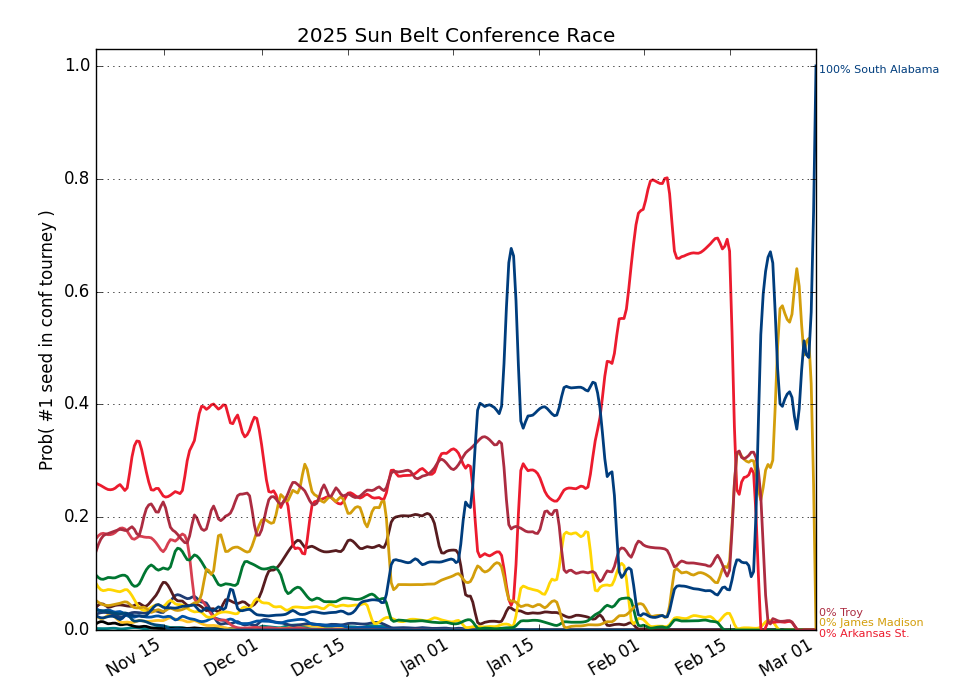 2025 Sun Belt Conference Race
1.0
0.8
0.6
0.4
0.2
0.0
Prob( #1 seed in conf tourney )
100% South Alabama
0% Troy
0% James Madison
0% Arkansas St.
Nov 15
Dec 01
Dec 15
Jan 01
Jan 15
Feb 01
Feb 15
Mar 01